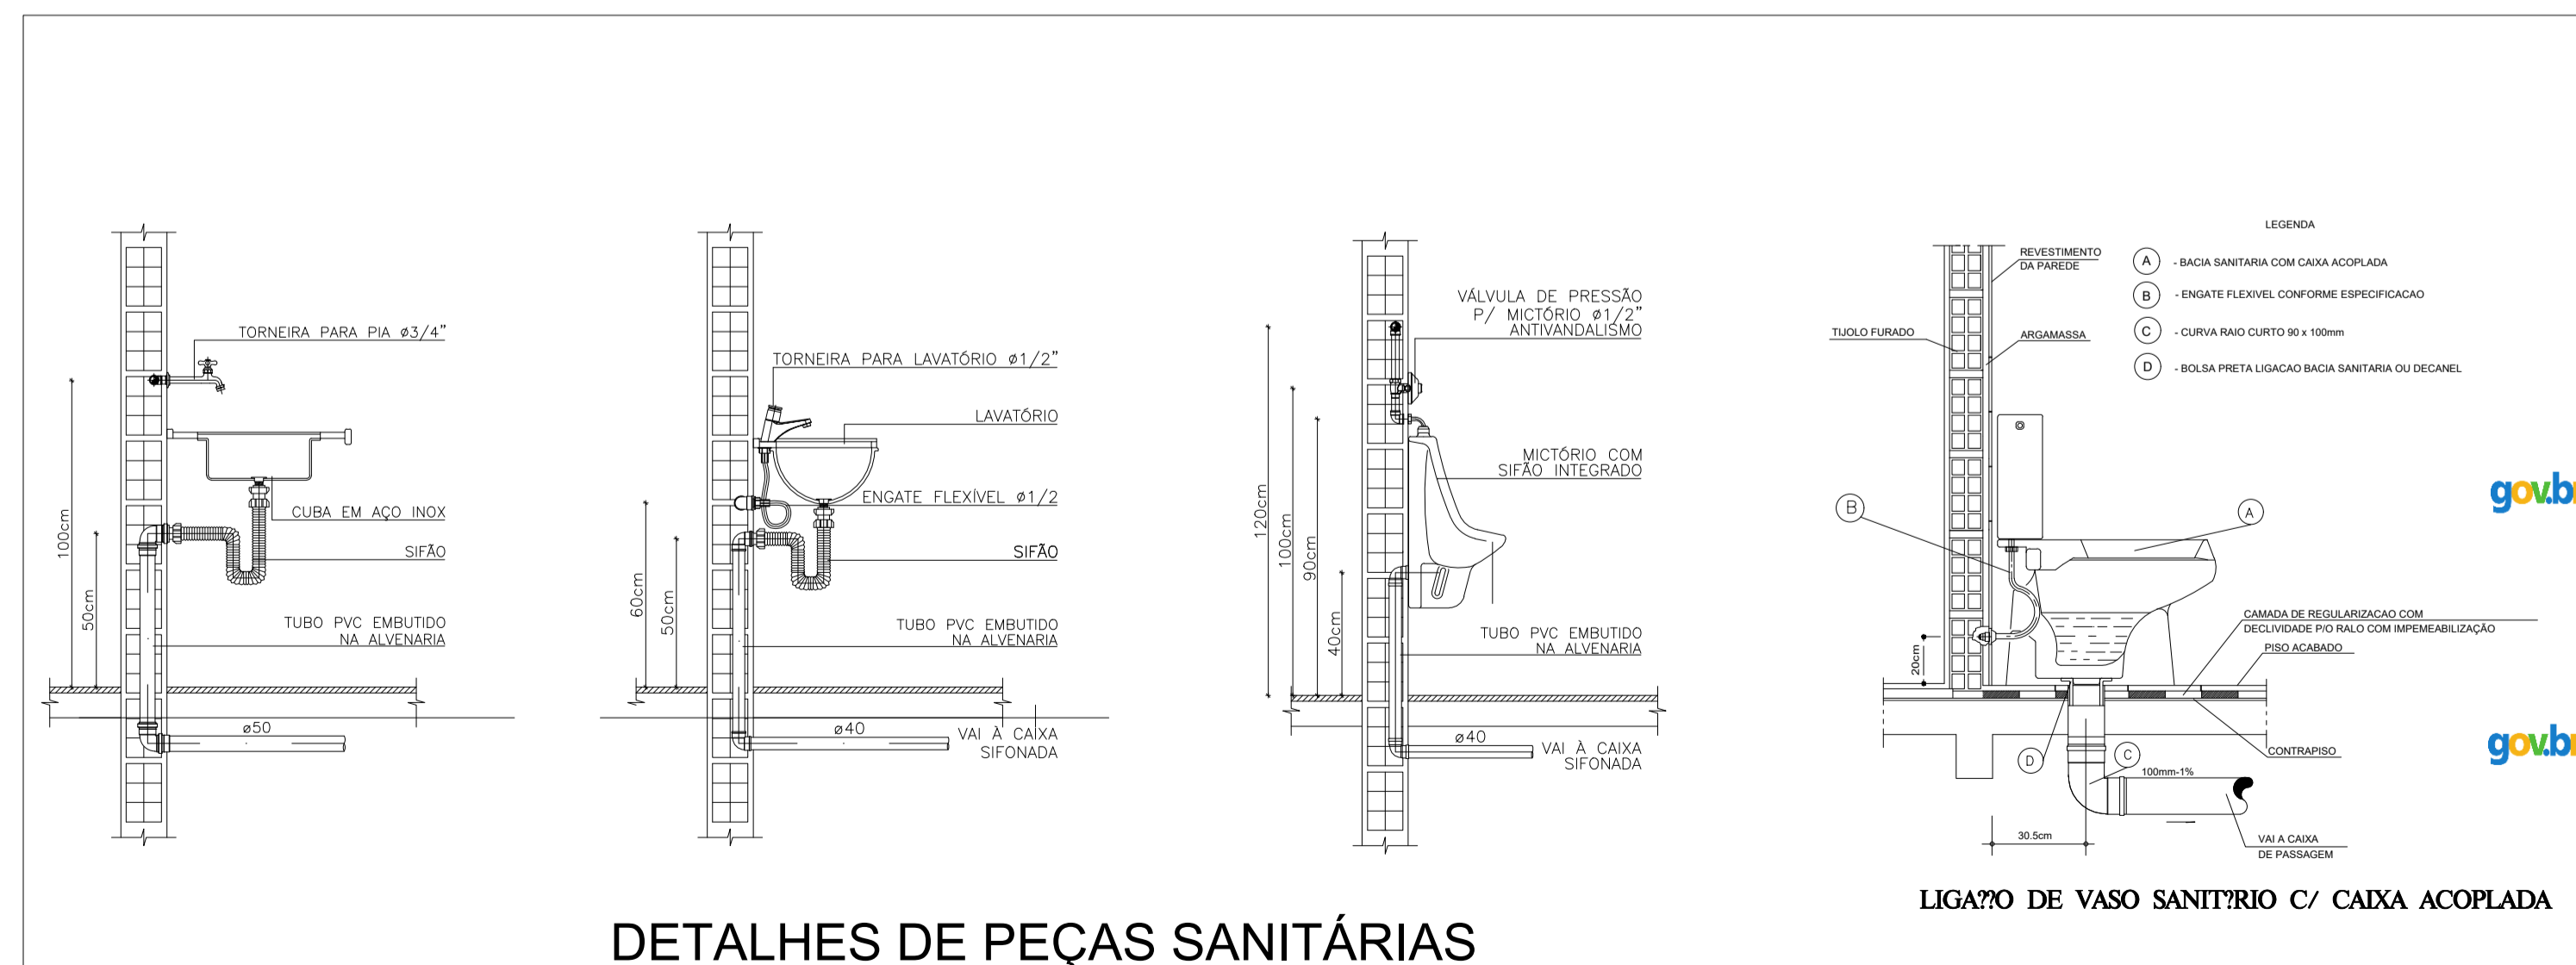 TORNEIRA PARA PIA ø3/4"
CUBA EM AÇO INOX
SIFÃO
TUBO PVC EMBUTIDO
NA ALVENARIA
100cm
50cm
ø50
TORNEIRA PARA LAVATÓRIO ø1/2"
LAVATÓRIO
ENGATE FLEXÍVEL ø1/2
SIFÃO
TUBO PVC EMBUTIDO
NA ALVENARIA
60cm
50cm
ø40
VAI À CAIXA
SIFONADA
VÁLVULA DE PRESSÃO
P/ MICTÓRIO ø1/2"
ANTIVANDALISMO
MICTÓRIO COM
SIFÃO INTEGRADO
TUBO PVC EMBUTIDO
NA ALVENARIA
120cm
100cm
90cm
40cm
ø40
VAI À CAIXA
SIFONADA
LEGENDA
A - BACIA SANITARIA COM CAIXA ACOPLADA
B - ENGATE FLEXIVEL CONFORME ESPECIFICACAO
C - CURVA RAIO CURTO 90 x 100mm
D - BOLSA PRETA LIGACAO BACIA SANITARIA OU DECANEL
REVESTIMENTO
DA PAREDE
TIJOLO FURADO
ARGAMASSA
B
A
CAMADA DE REGULARIZACAO COM
DECLIVIDADE P/O RALO COM IMPEMEABILIZAÇÃO
PISO ACABADO
20cm
CONTRAPISO
D
C
100mm-1%
30.5cm
VAI A CAIXA
DE PASSAGEM
gov.br
gov.br
LIGA??O DE VASO SANIT?RIO C/ CAIXA ACOPLADA
DETALHES DE PEÇAS SANITÁRIAS